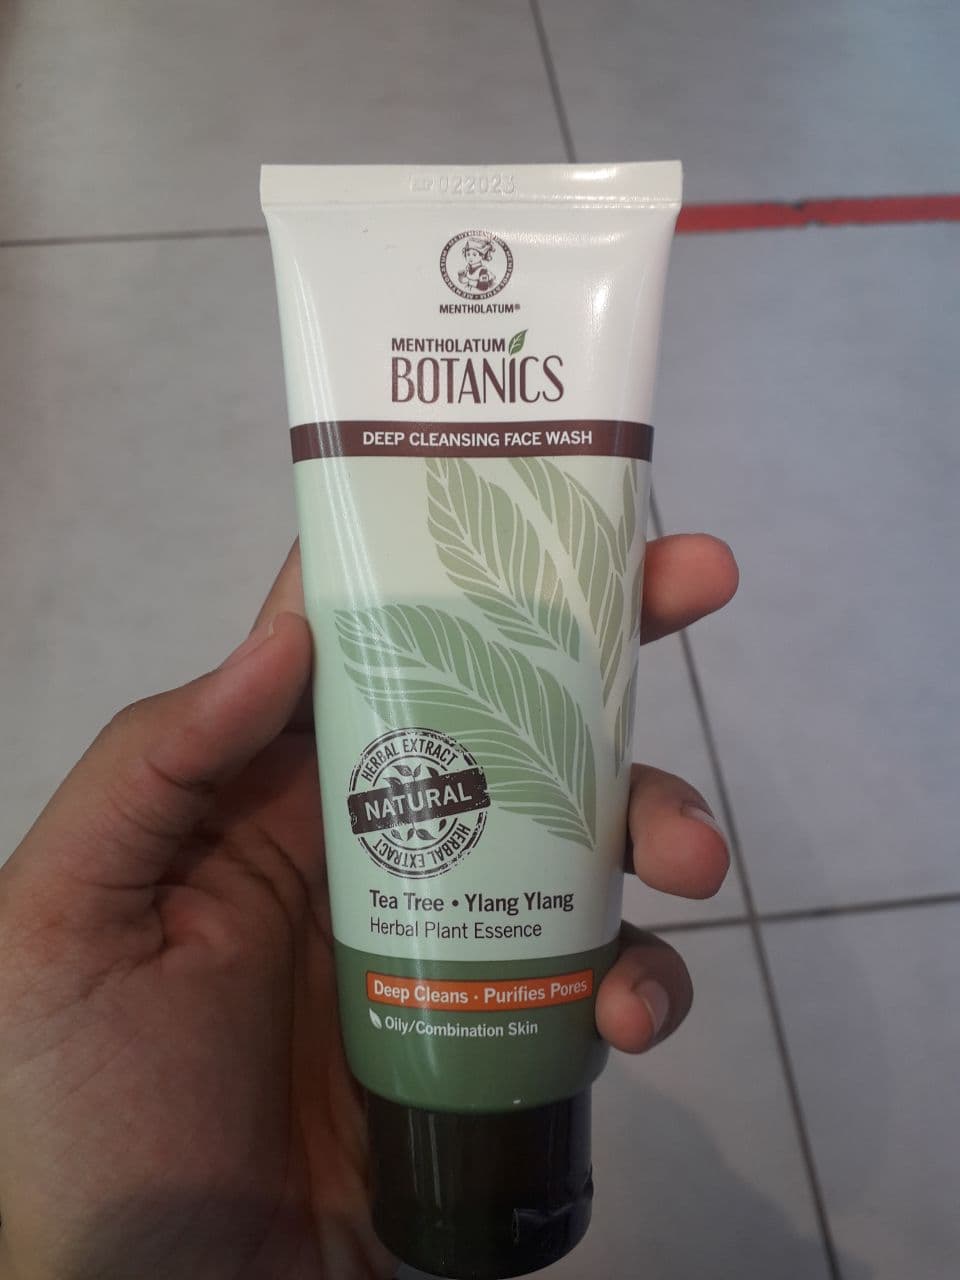 EXP 022023
MENTHOLATUM®
MENTHOLATUM
BOTANICS
DEEP CLEANSING FACE WASH
HERBAL EXTRACT
NATURAL
HERBAL EXTRACT
Tea Tree • Ylang Ylang
Herbal Plant Essence
Deep Cleans · Purifies Pores
Oily/Combination Skin